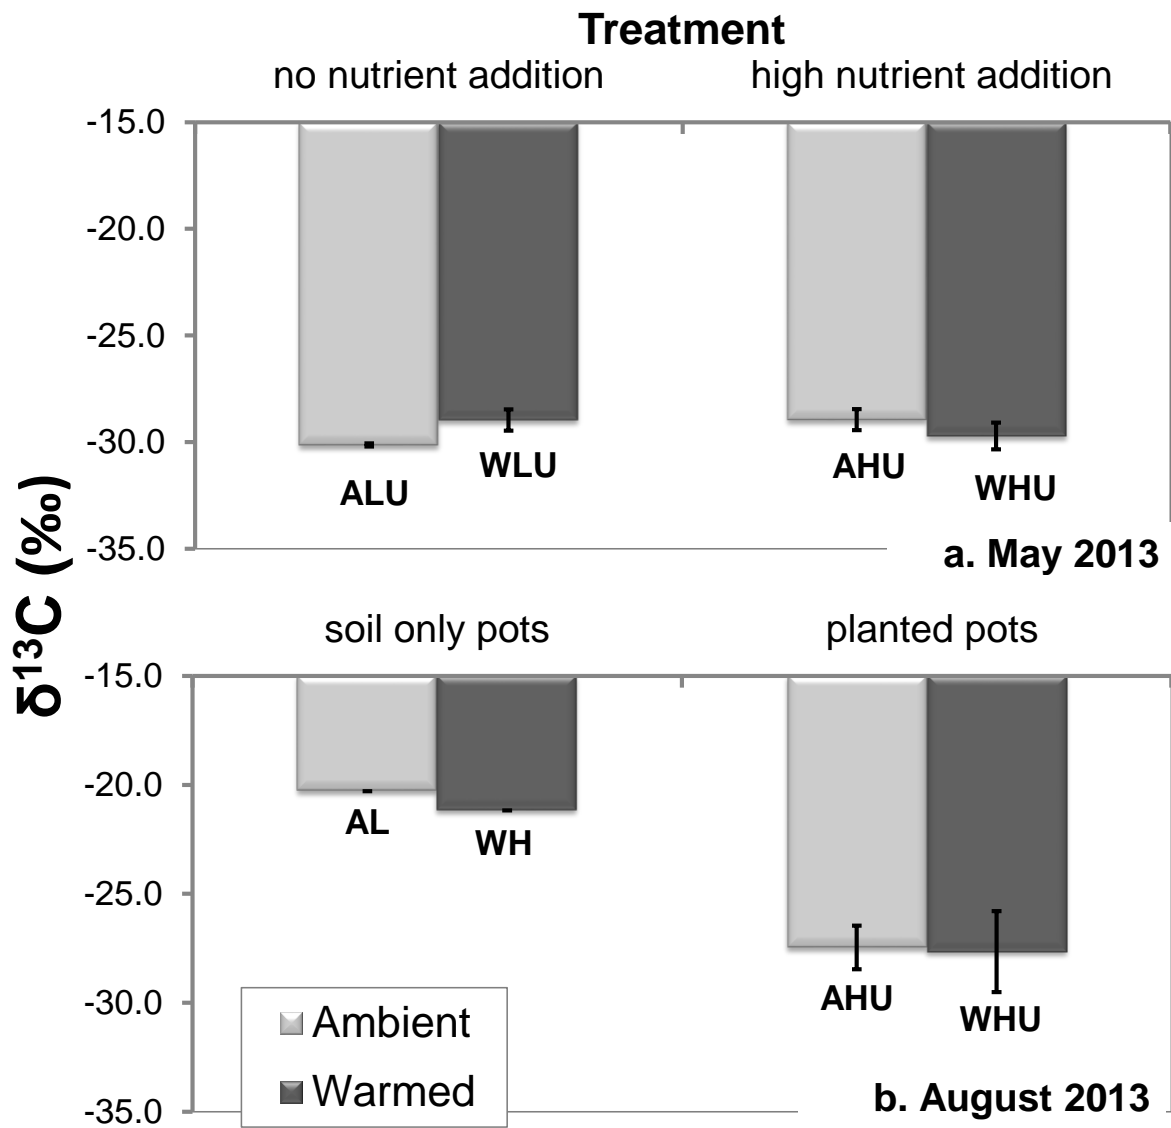 Treatment
no nutrient addition
high nutrient addition
-15.0
-20.0
-25.0
-30.0
-35.0
ALU
WLU
AHU
WHU
a. May 2013
δ¹³C (‰)
soil only pots
planted pots
-15.0
-20.0
-25.0
-30.0
-35.0
AL
WH
AHU
WHU
Ambient
Warmed
b. August 2013